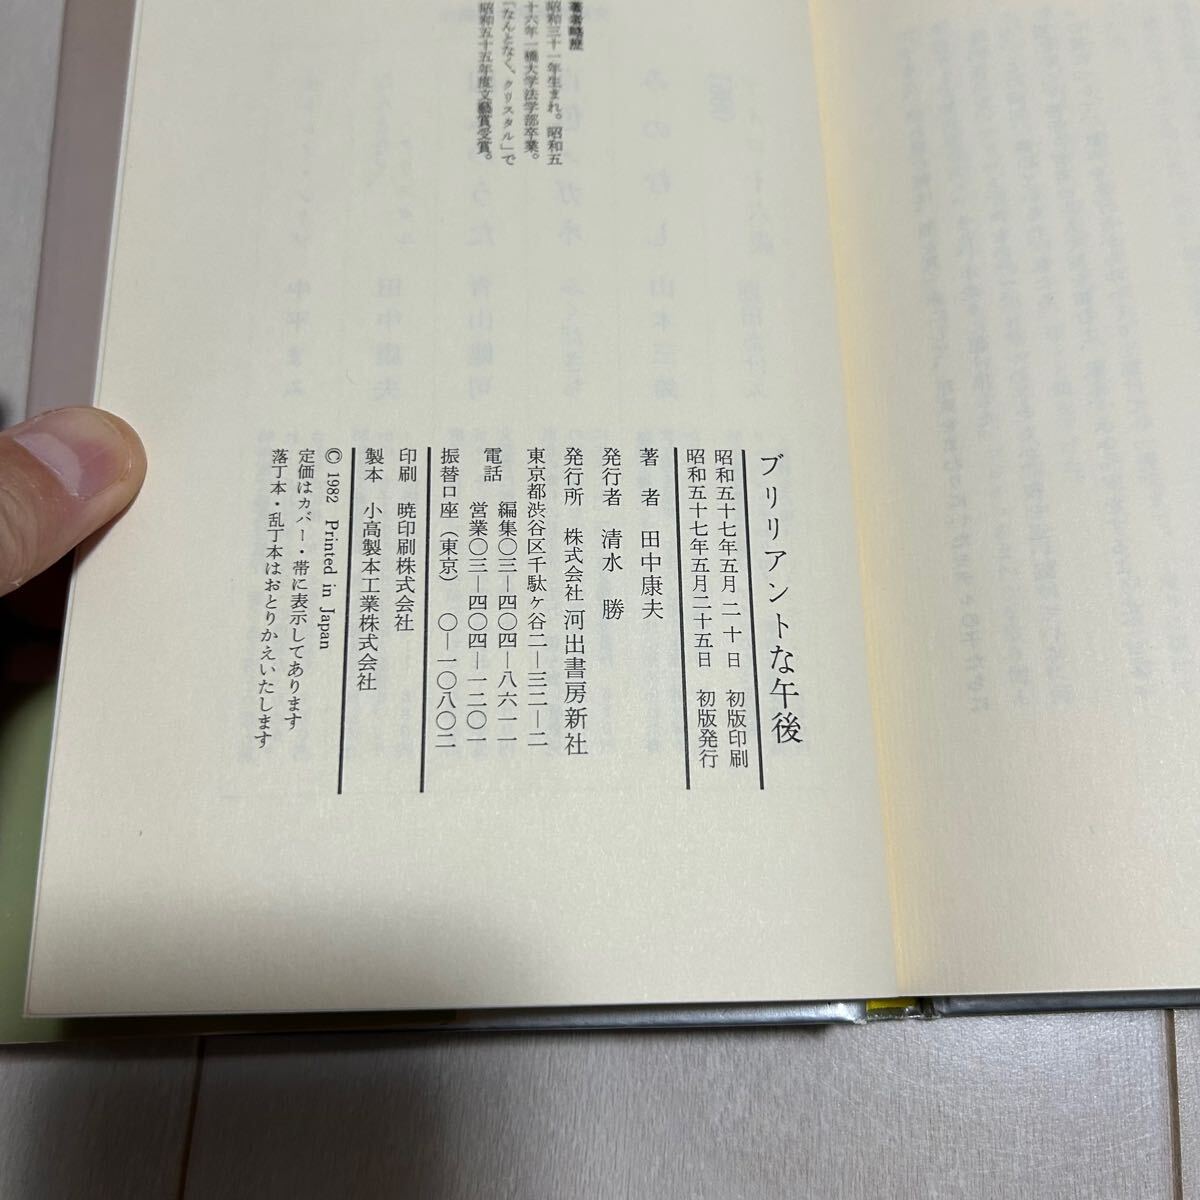 著者略歴
昭和三十一年生まれ。昭和五
十六年一橋大学法学部卒業。
「なんとなく、クリスタル」で
昭和五十五年度文藝賞受賞。
ブリリアントな午後
昭和五十七年五月二十日　初版印刷
昭和五十七年五月二十五日　初版発行
著者　田中康夫
発行者　清水　勝
発行所　株式会社河出書房新社
東京都渋谷区千駄ケ谷二ー三二ー二
電話　編集〇三ー四〇四ー八六一一
営業〇三ー四〇四ー一二〇一
振替口座（東京）　〇ー一〇八〇二
印刷　暁印刷株式会社
製本　小高製本工業株式会社
© 1982 Printed in Japan
定価はカバー・帯に表示してあります
落丁本・乱丁本はおとりかえいたします